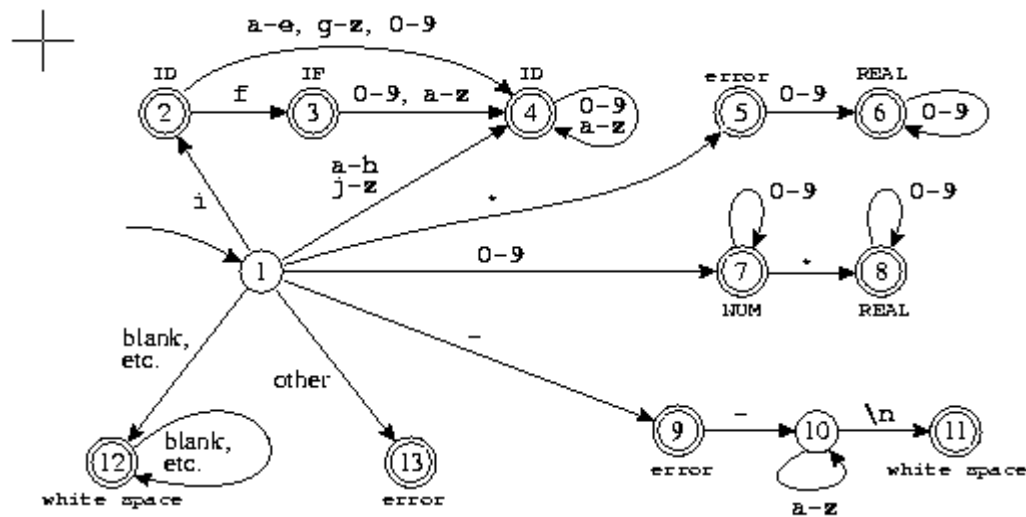 a-e, g-z, 0-9
ID
IF
ID
error
REAL
2
f
3
0-9, a-z
4
0-9
a-z
5
0-9
6
0-9
a-h
j-z
.
i
0-9
0-9
1
0-9
7
.
8
NUM
REAL
blank,
etc.
-
other
blank,
etc.
12
13
9
-
10
\n
11
white space
error
error
white space
a-z